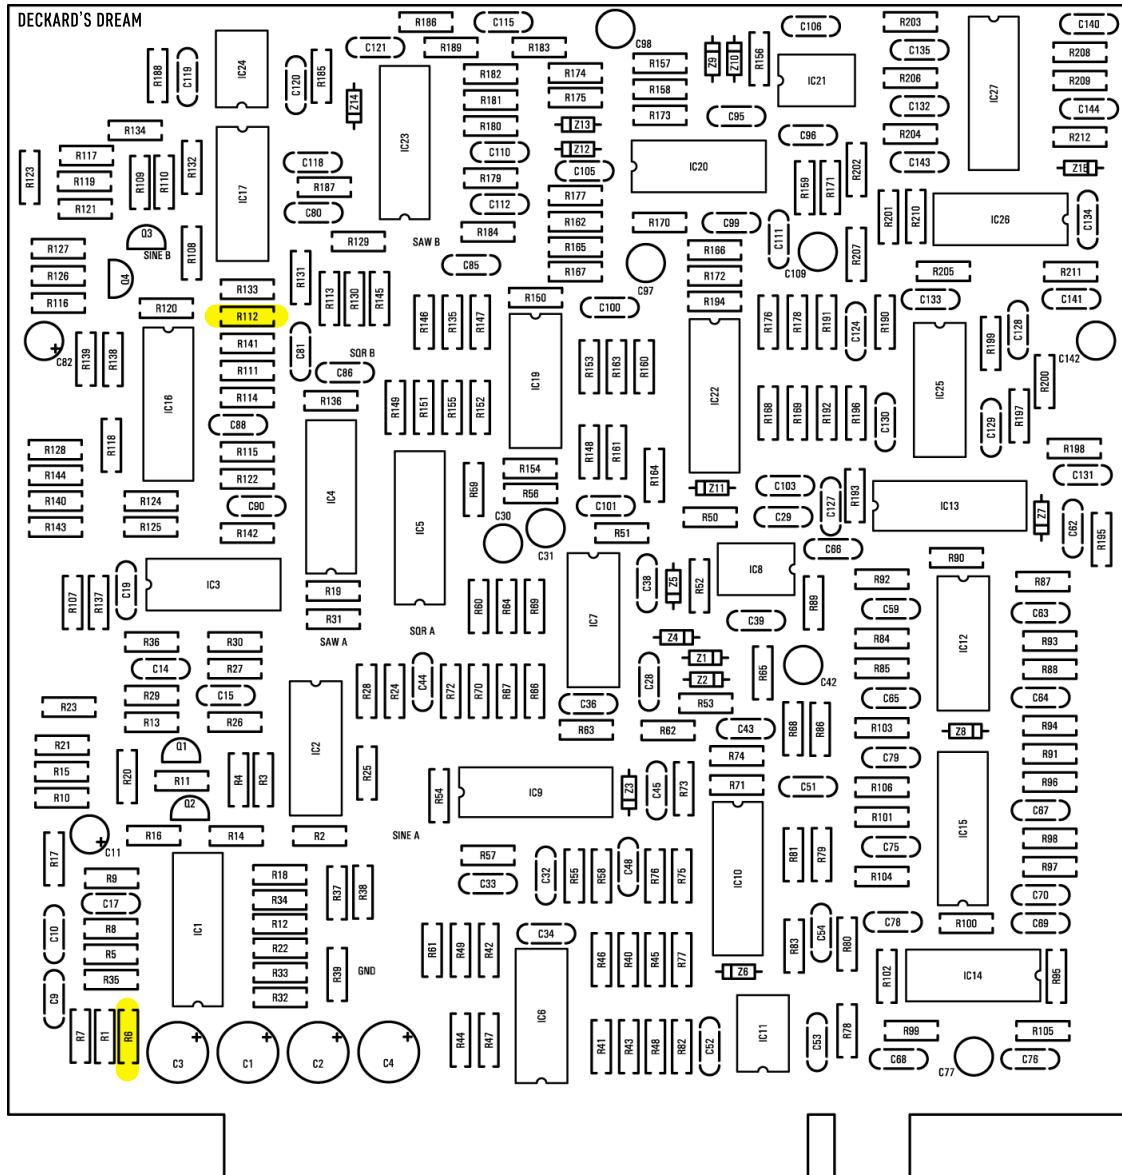 DECKARD'S DREAM
R186 C115 C98 C106 R203 C140
C121 R189 R183 R157 Z9 Z10 R156 C135 R208
R188 C119 IC24 C120 R185 R182 R174 R158 IC21 R206 IC27 R209
Z14 IC23 R181 R175 R173 C95 C132 C144
R134 R180 Z13 C96 R204 R212
R123 R117 R109 R110 R132 IC17 C118 C110 Z12 IC20 R159 R171 R202 C143 Z15
R119 R187 R179 C105
R121 C80 C112 R177 R201 R210 IC26 C134
Q3 R184 R162 R170 C99 C111
R127 SINE B R108 R129 SAW B R165 R166 C109 R207
R126 Q4 R131 C85 R167 C97 R172 R205 R211
R116 R120 R133 R113 R130 R145 R150 C100 R194 C133 C141
R112 R146 R135 R147 R176 R178 R191 C124 R190 C128
C82 R139 R138 IC16 R141 C81 SQR B IC19 R153 R163 R160 IC22 IC25 R199 C142
R111 C86 R200
R114 R136 R149 R151 R155 R152 R168 R169 R192 R196 C130 C129 R197
R118 C88 R148 R161
R128 R115 IC4 IC5 R59 R154 R164 R198
R144 R122 R56 Z11 C103 C127 R193 IC13 C131
R140 R124 C90 C30 C31 C101 R50 C29 Z7 C62 R195
R143 R125 R142 R51 C66
R107 R137 C19 IC3 R19 IC7 C38 Z5 R52 IC8 R89 R90 R92 IC12 R87
R31 R60 R64 R69 C39 C59 C63
R36 R30 SAW A SQR A Z4 R84 R93
C14 R27 R28 R24 C44 R72 R70 R67 R66 C28 Z1 Z2 R65 C42 R85 R88
R29 C15 C36 R53 C65 C64
R23 R13 R26 R63 R62 C43 R68 R86 R103 Z8 R94
R21 Q1 IC2 R25 R74 C79 R91
R15 R20 R11 R4 R3 R54 IC9 Z3 C45 R73 R71 C51 R106 IC15 R96
R10 Q2 R101 C67
C11 R16 R14 R2 SINE A R81 R79 C75 R98
R17 R9 R18 R37 R38 R57 C32 R55 R58 C48 R76 R75 IC10 R104 R97
C17 IC1 R34 C33 C70
C10 R8 R12 R61 R49 R42 C34 R83 C54 R80 C78 R100 C69
R5 R22 R46 R40 R45 R77
C9 R35 R33 R39 GND Z6 R102 IC14 R95
R32
R7 R1 R6 C3 C1 C2 C4 R44 R47 IC6 R41 R43 R48 R82 C52 IC11 C53 R78 R99 R105
C68 C77 C76